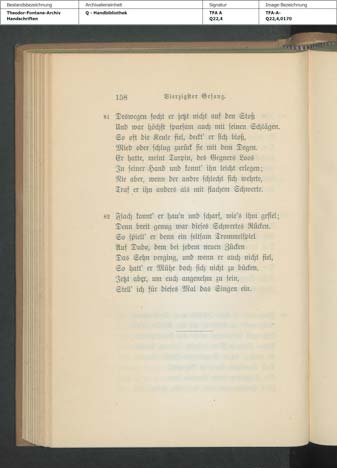 Bestandsbezeichnung Archivalieneinheit Signatur Image-Bezeichnung
Theodor-Fontane-Archiv Q - Handbibliothek TFA A TFA-A-
Handschriften Q22,4 Q22,4,0170
158 Vierzigster Gesang.
81 Deswegen focht er jetzt nicht auf den Stoß
Und war höchst sparsam auch mit seinen Schlägen.
So oft die Keule fiel, deckt' er sich bloß,
Mied oder schlug zurück sie mit dem Degen.
Er hatte, meint Turpin, des Gegners Loos
In seiner Hand und konnt' ihn leicht erlegen;
Nie aber, wenn der andre schlecht sich wehrte,
Traf er ihn anders als mit flachem Schwerte.
82 Flach konnt' er hau'n und scharf, wie's ihm gefiel;
Denn breit genug war dieses Schwertes Rücken.
So spielt' er denn ein seltsam Trommelspiel
Auf Dudo, dem bei jedem neuen Zücken
Das Sehn verging, und wenn er auch nicht fiel,
So hatt' er Mühe doch sich nicht zu bücken.
Jetzt aber, um euch angenehm zu sein,
Stell' ich für dieses Mal das Singen ein.